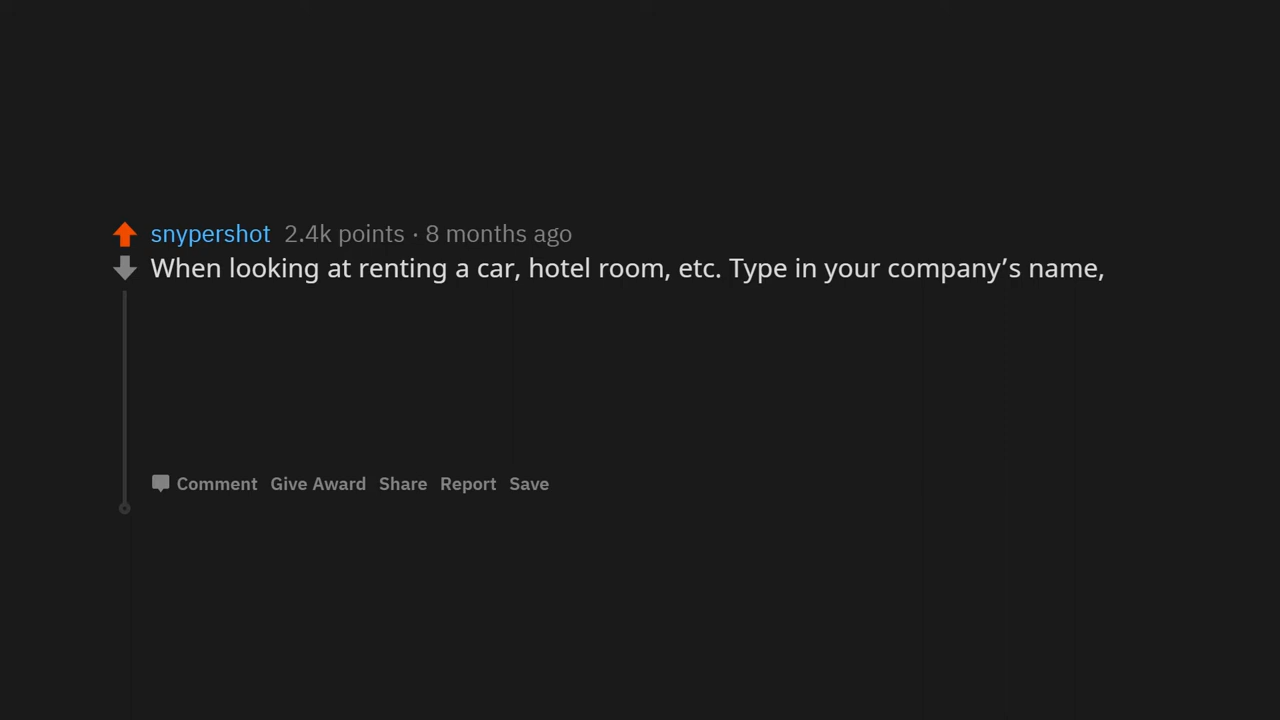 snypershot 2.4k points · 8 months ago
When looking at renting a car, hotel room, etc. Type in your company’s name,
Comment Give Award Share Report Save